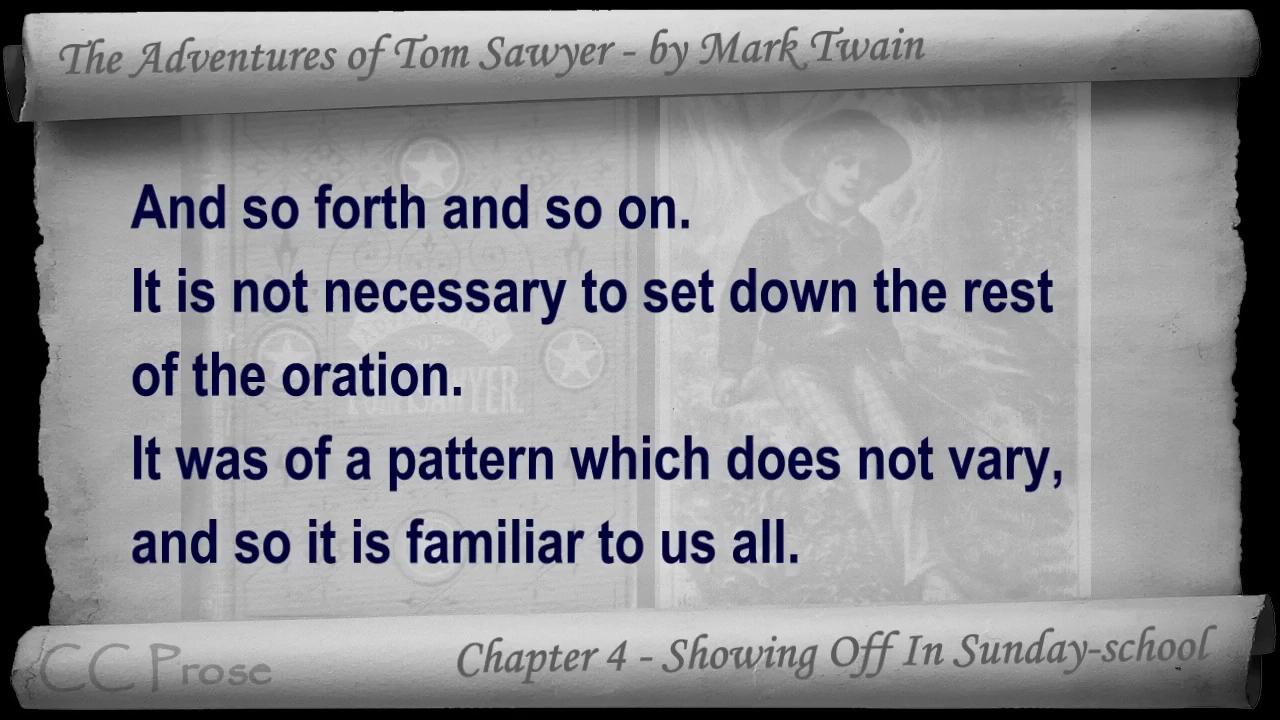 The Adventures of Tom Sawyer - by Mark Twain
And so forth and so on.
It is not necessary to set down the rest
of the oration.
It was of a pattern which does not vary,
and so it is familiar to us all.
CC Prose
Chapter 4 - Showing Off In Sunday-school